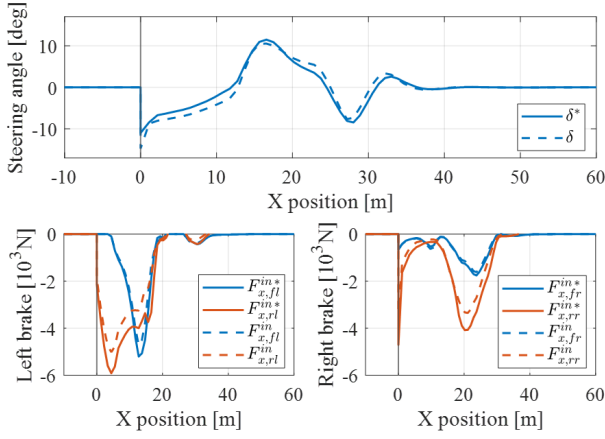 Steering angle [deg]
10
0
-10
δ*
δ
-10 0 10 20 30 40 50 60
X position [m]
Left brake [10³N]
0
-2
-4
-6
F^{in*}_{x,fl}
F^{in*}_{x,rl}
F^{in}_{x,fl}
F^{in}_{x,rl}
0 20 40 60
X position [m]
Right brake [10³N]
0
-2
-4
-6
F^{in*}_{x,fr}
F^{in*}_{x,rr}
F^{in}_{x,fr}
F^{in}_{x,rr}
0 20 40 60
X position [m]